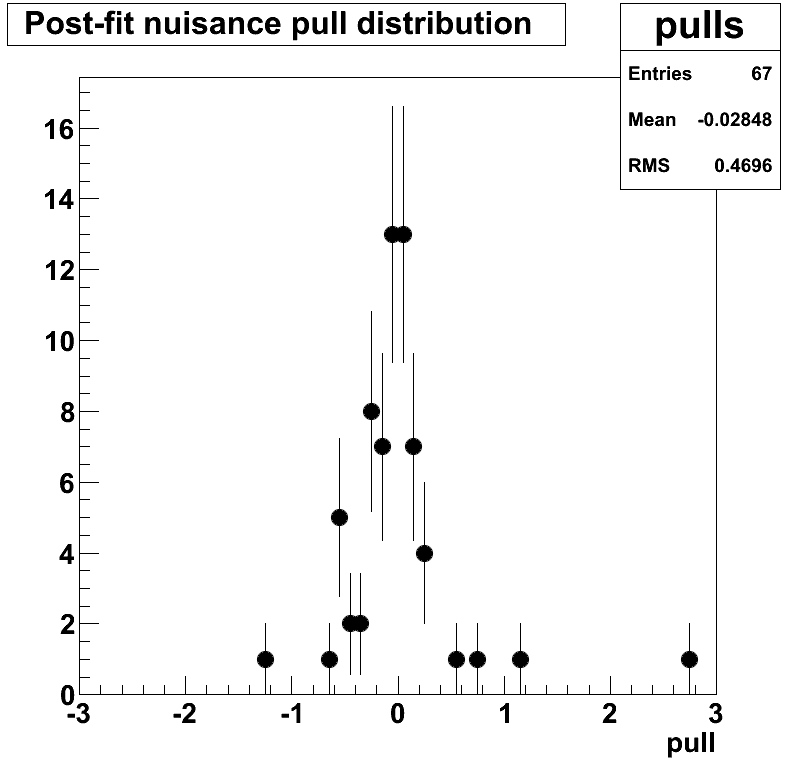 Post-fit nuisance pull distribution
pulls
Entries 67
Mean -0.02848
RMS 0.4696
16
14
12
10
8
6
4
2
0
-3 -2 -1 0 1 2 3
pull